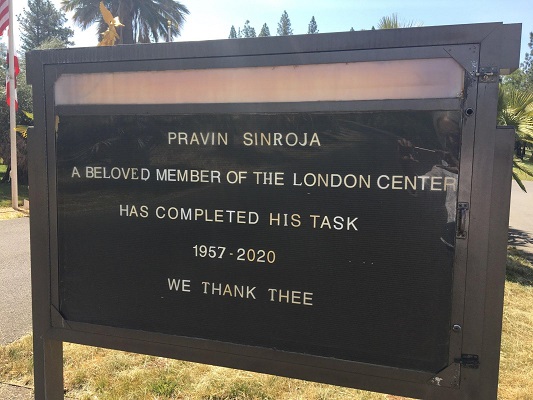 PRAVIN SINROJA
A BELOVED MEMBER OF THE LONDON CENTER
HAS COMPLETED HIS TASK
1957-2020
WE THANK THEE